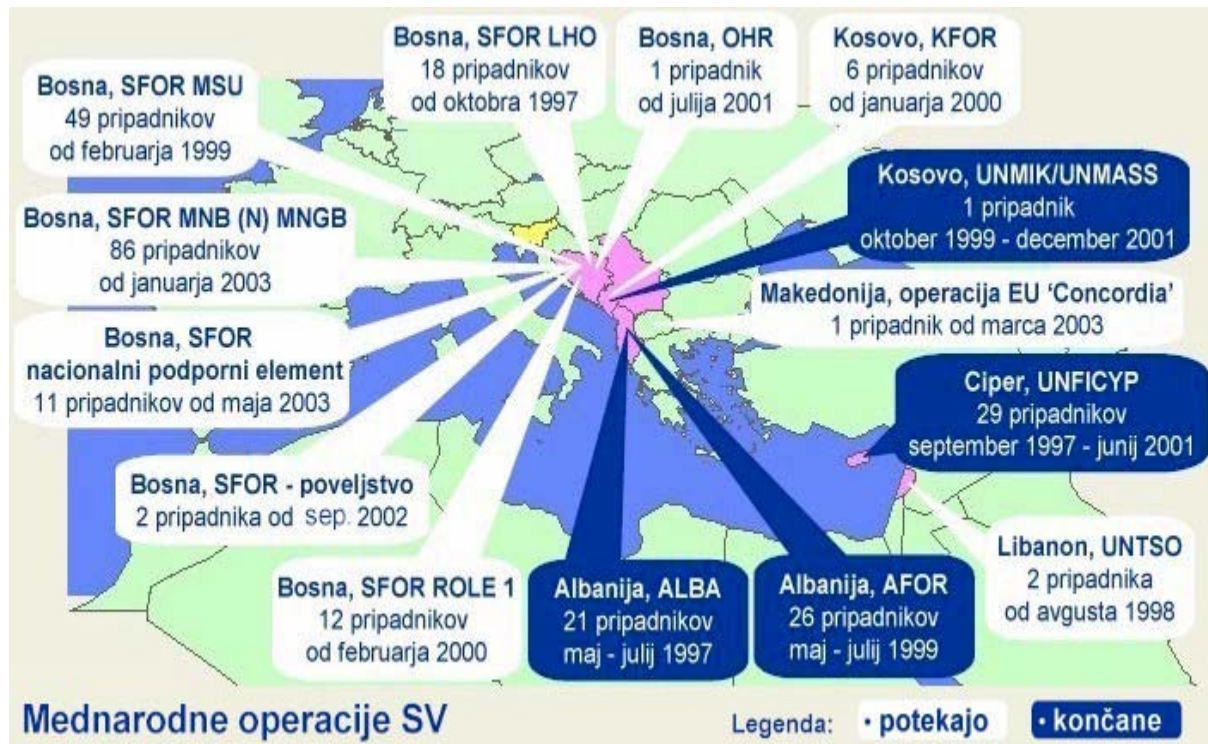 Bosna, SFOR LHO
18 pripadnikov
od oktobra 1997
Bosna, OHR
1 pripadnik
od julija 2001
Kosovo, KFOR
6 pripadnikov
od januarja 2000
Bosna, SFOR MSU
49 pripadnikov
od februarja 1999
Kosovo, UNMIK/UNMASS
1 pripadnik
oktober 1999 - december 2001
Bosna, SFOR MNB (N) MNGB
86 pripadnikov
od januarja 2003
Makedonija, operacija EU ‘Concordia’
1 pripadnik od marca 2003
Bosna, SFOR
nacionalni podporni element
11 pripadnikov od maja 2003
Ciper, UNFICYP
29 pripadnikov
september 1997 - junij 2001
Bosna, SFOR - poveljstvo
2 pripadnika od sep. 2002
Libanon, UNTSO
2 pripadnika
od avgusta 1998
Bosna, SFOR ROLE 1
12 pripadnikov
od februarja 2000
Albanija, ALBA
21 pripadnikov
maj - julij 1997
Albanija, AFOR
26 pripadnikov
maj - julij 1999
Mednarodne operacije SV
Legenda: • potekajo • končane